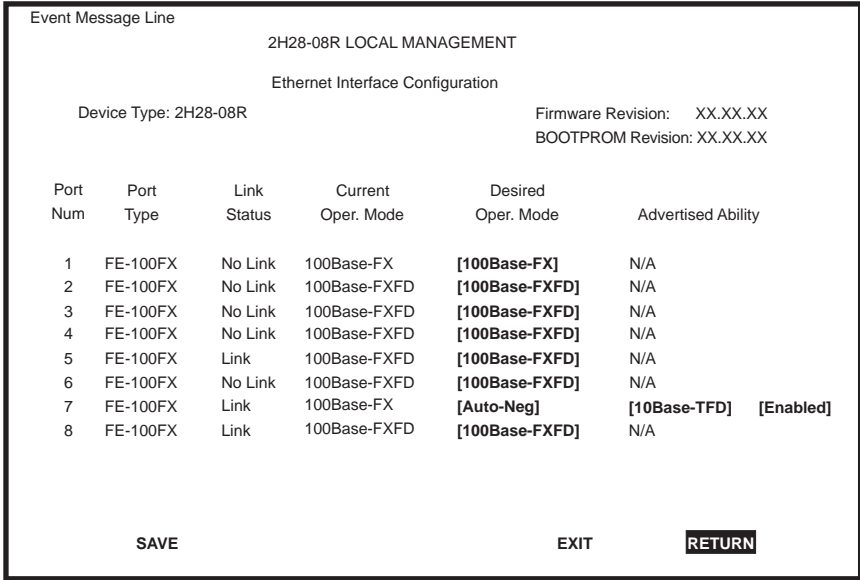 Event Message Line
2H28-08R LOCAL MANAGEMENT
Ethernet Interface Configuration
Device Type: 2H28-08R Firmware Revision: XX.XX.XX
BOOTPROM Revision: XX.XX.XX
Port Port Link Current Desired
Num Type Status Oper. Mode Oper. Mode Advertised Ability
1 FE-100FX No Link 100Base-FX [100Base-FX] N/A
2 FE-100FX No Link 100Base-FXFD [100Base-FXFD] N/A
3 FE-100FX No Link 100Base-FXFD [100Base-FXFD] N/A
4 FE-100FX No Link 100Base-FXFD [100Base-FXFD] N/A
5 FE-100FX Link 100Base-FXFD [100Base-FXFD] N/A
6 FE-100FX No Link 100Base-FXFD [100Base-FXFD] N/A
7 FE-100FX Link 100Base-FX [Auto-Neg] [10Base-TFD] [Enabled]
8 FE-100FX Link 100Base-FXFD [100Base-FXFD] N/A
SAVE EXIT RETURN